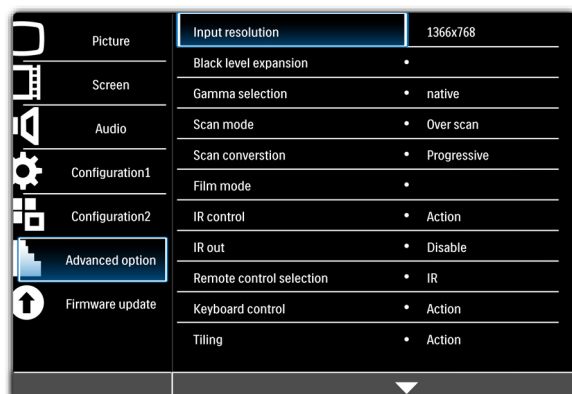 Picture
Screen
Audio
Configuration1
Configuration2
Advanced option
Firmware update
Input resolution 1366x768
Black level expansion •
Gamma selection • native
Scan mode • Over scan
Scan converstion • Progressive
Film mode •
IR control • Action
IR out • Disable
Remote control selection • IR
Keyboard control • Action
Tiling • Action